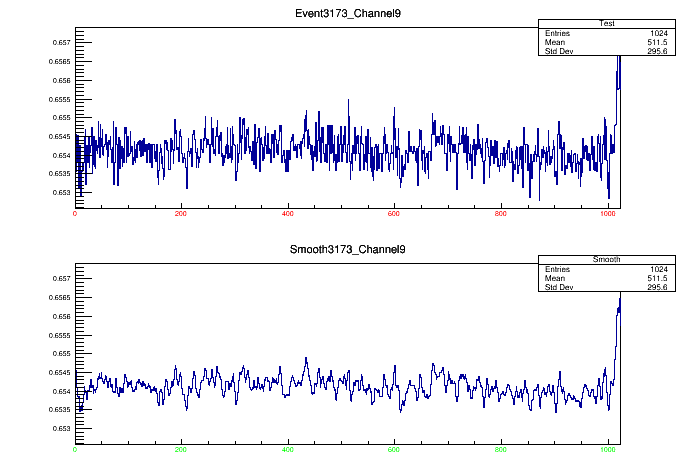 Event3173_Channel9
Test
Entries 1024
Mean 511.5
Std Dev 295.6
0.657
0.6565
0.656
0.6555
0.655
0.6545
0.654
0.6535
0.653
0 200 400 600 800 1000
Smooth3173_Channel9
Smooth
Entries 1024
Mean 511.5
Std Dev 295.6
0.657
0.6565
0.656
0.6555
0.655
0.6545
0.654
0.6535
0.653
0 200 400 600 800 1000